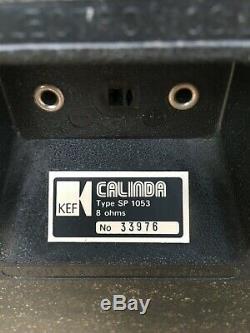 KEF
CALINDA
Type SP 1053
8 ohms
No 33976